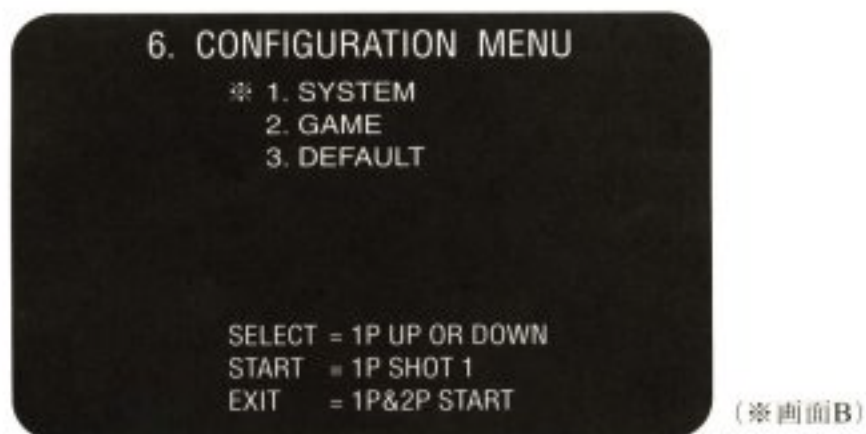 6. CONFIGURATION MENU
※ 1. SYSTEM
2. GAME
3. DEFAULT
SELECT = 1P UP OR DOWN
START = 1P SHOT 1
EXIT = 1P&2P START
(※画面B)